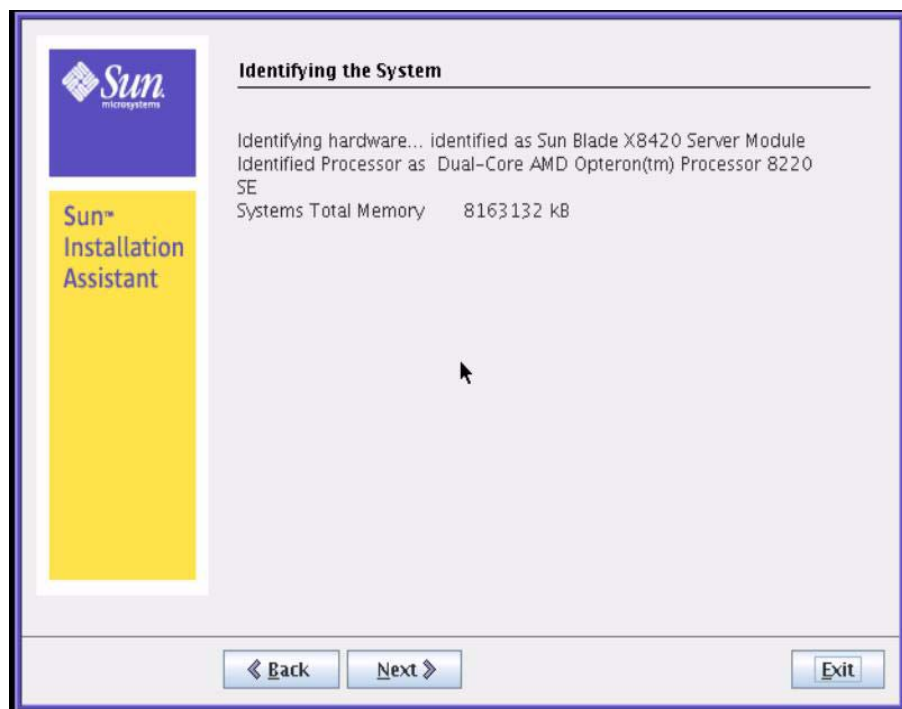 Sun
microsystems
Sun™
Installation
Assistant
Identifying the System
Identifying hardware... identified as Sun Blade X8420 Server Module
Identified Processor as Dual-Core AMD Opteron(tm) Processor 8220
SE
Systems Total Memory 8163132 kB
Back
Next
Exit